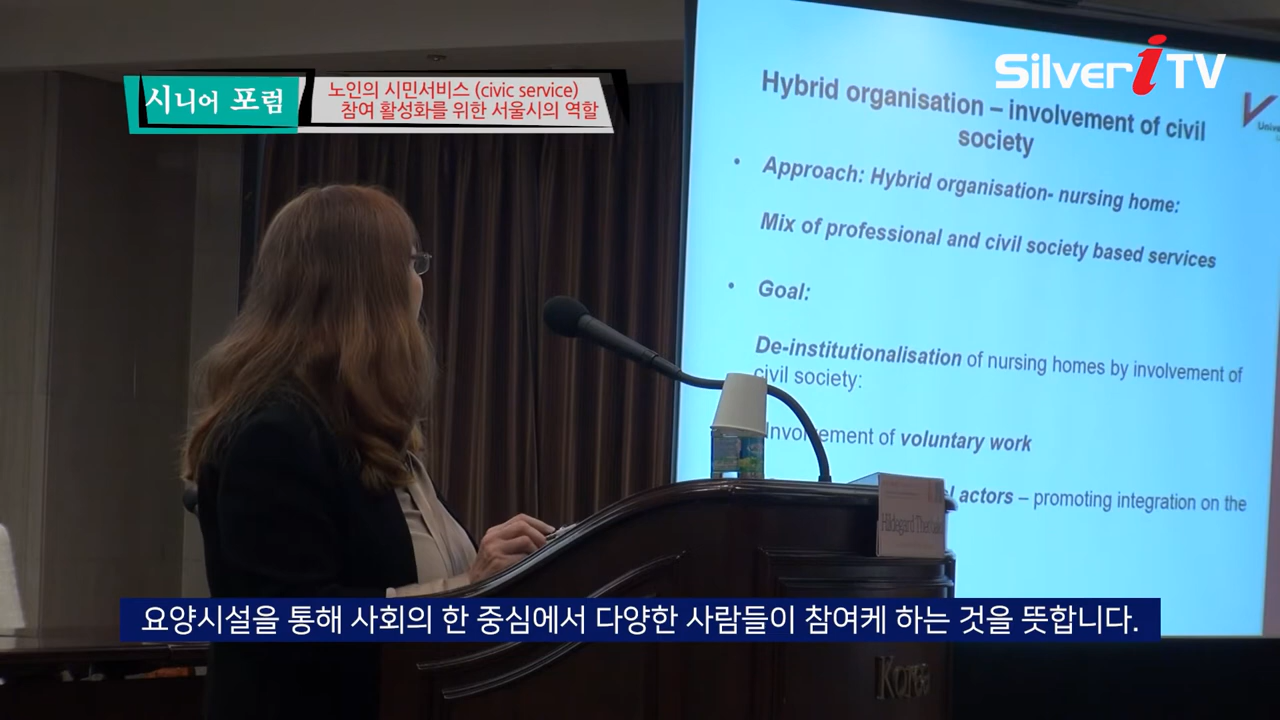 Silver i TV
시니어 포럼
노인의 시민서비스 (civic service)
참여 활성화를 위한 서울시의 역할
Hybrid organisation – involvement of civil
society
• Approach: Hybrid organisation- nursing home:
Mix of professional and civil society based services
• Goal:
De-institutionalisation of nursing homes by involvement of
civil society:
Involvement of voluntary work
actors – promoting integration on the
Hildegard
요양시설을 통해 사회의 한 중심에서 다양한 사람들이 참여케 하는 것을 뜻합니다.
Korea